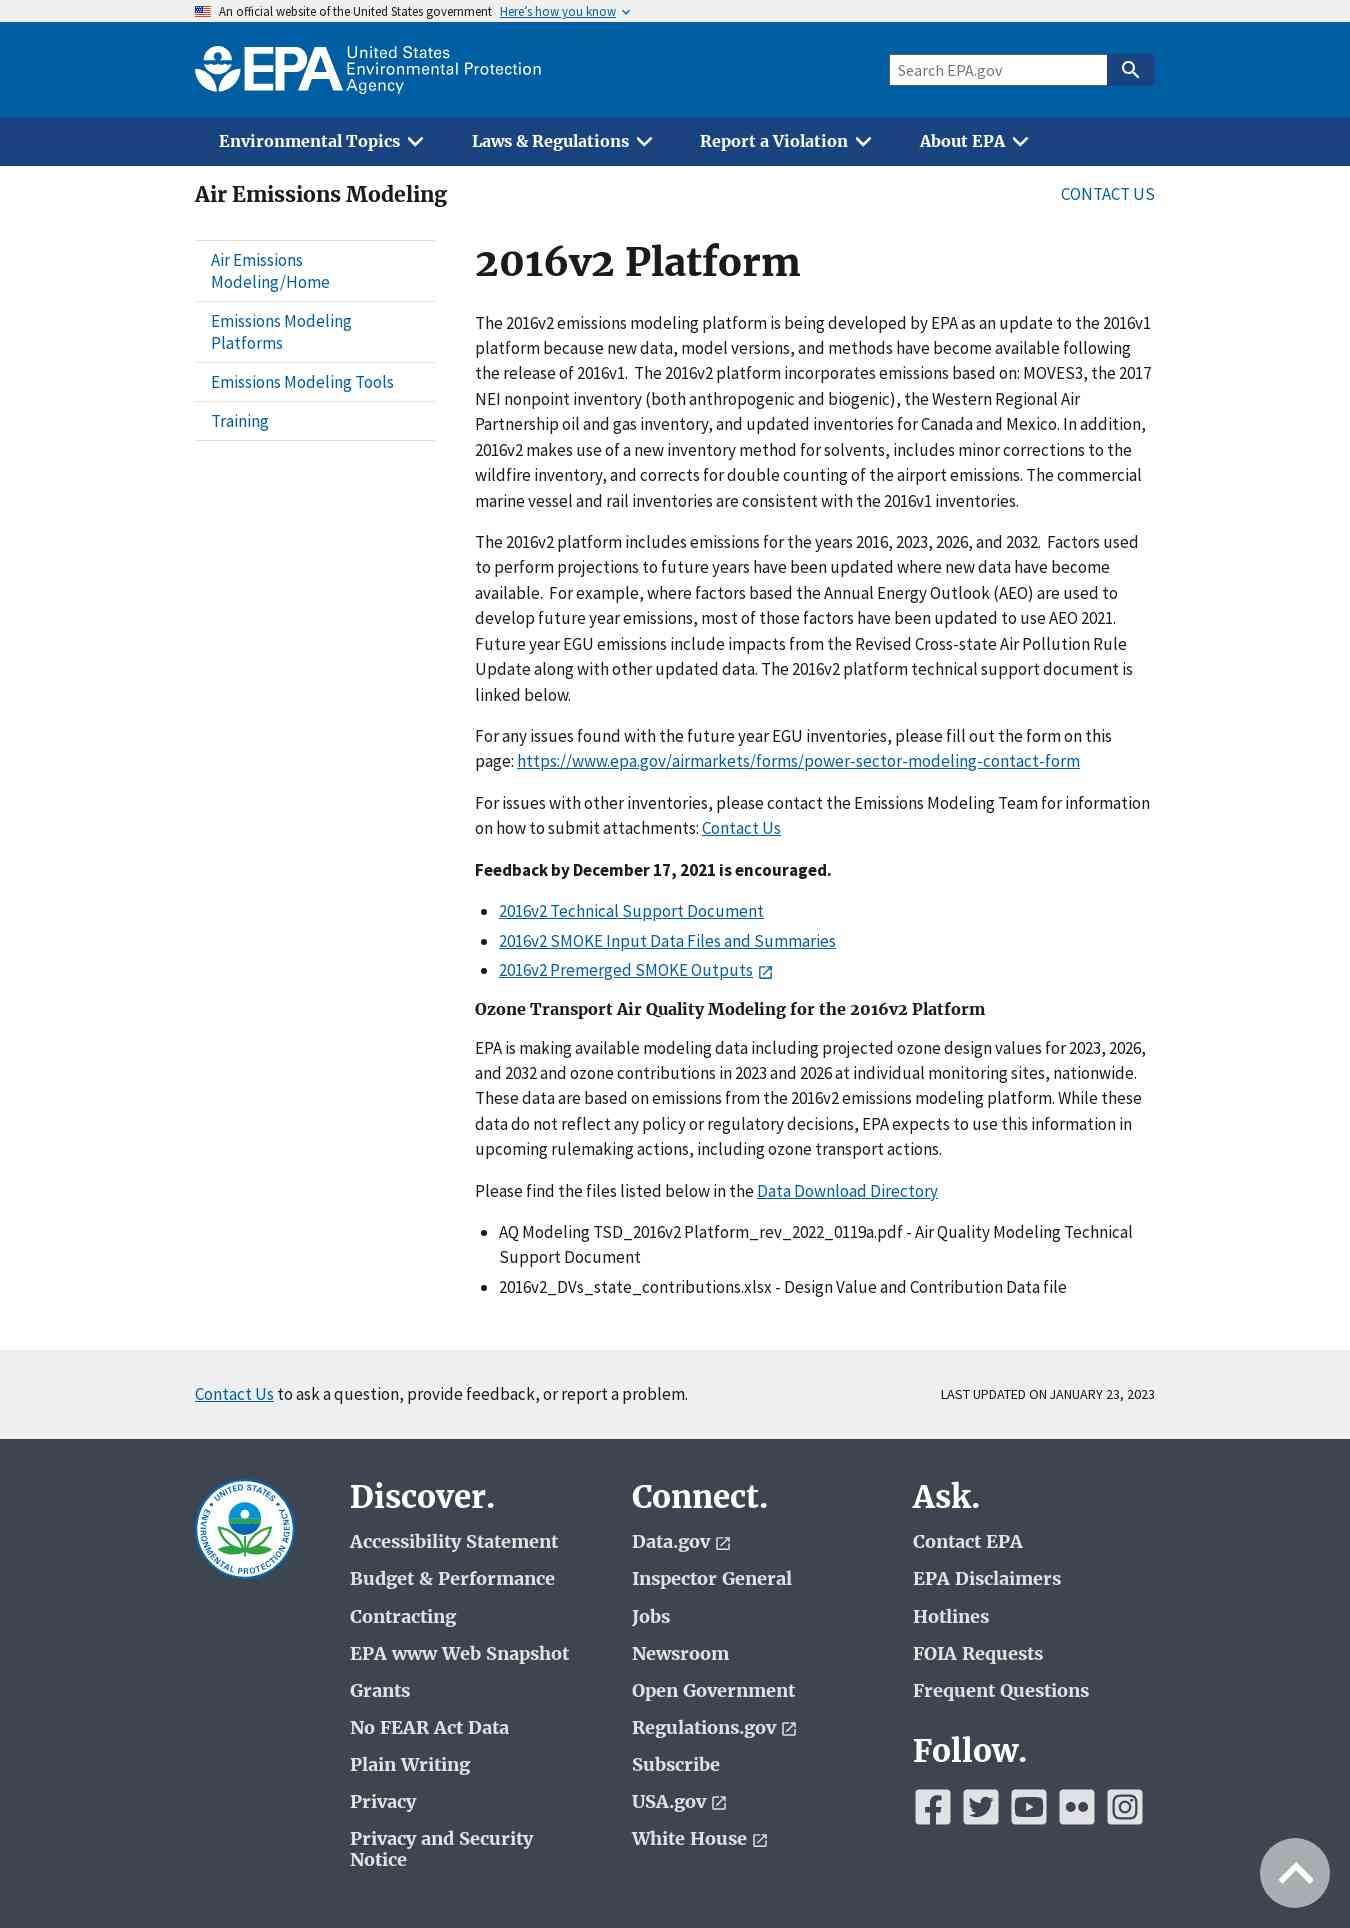 An official website of the United States government Here’s how you know
EPA United States
Environmental Protection
Agency
Search EPA.gov
Environmental Topics Laws & Regulations Report a Violation About EPA
Air Emissions Modeling
CONTACT US
Air Emissions
Modeling/Home
Emissions Modeling
Platforms
Emissions Modeling Tools
Training
2016v2 Platform
The 2016v2 emissions modeling platform is being developed by EPA as an update to the 2016v1
platform because new data, model versions, and methods have become available following
the release of 2016v1.  The 2016v2 platform incorporates emissions based on: MOVES3, the 2017
NEI nonpoint inventory (both anthropogenic and biogenic), the Western Regional Air
Partnership oil and gas inventory, and updated inventories for Canada and Mexico. In addition,
2016v2 makes use of a new inventory method for solvents, includes minor corrections to the
wildfire inventory, and corrects for double counting of the airport emissions. The commercial
marine vessel and rail inventories are consistent with the 2016v1 inventories.
The 2016v2 platform includes emissions for the years 2016, 2023, 2026, and 2032.  Factors used
to perform projections to future years have been updated where new data have become
available.  For example, where factors based the Annual Energy Outlook (AEO) are used to
develop future year emissions, most of those factors have been updated to use AEO 2021.
Future year EGU emissions include impacts from the Revised Cross-state Air Pollution Rule
Update along with other updated data. The 2016v2 platform technical support document is
linked below.
For any issues found with the future year EGU inventories, please fill out the form on this
page: https://www.epa.gov/airmarkets/forms/power-sector-modeling-contact-form
For issues with other inventories, please contact the Emissions Modeling Team for information
on how to submit attachments: Contact Us
Feedback by December 17, 2021 is encouraged.
2016v2 Technical Support Document
2016v2 SMOKE Input Data Files and Summaries
2016v2 Premerged SMOKE Outputs
Ozone Transport Air Quality Modeling for the 2016v2 Platform
EPA is making available modeling data including projected ozone design values for 2023, 2026,
and 2032 and ozone contributions in 2023 and 2026 at individual monitoring sites, nationwide.
These data are based on emissions from the 2016v2 emissions modeling platform. While these
data do not reflect any policy or regulatory decisions, EPA expects to use this information in
upcoming rulemaking actions, including ozone transport actions.
Please find the files listed below in the Data Download Directory
AQ Modeling TSD_2016v2 Platform_rev_2022_0119a.pdf - Air Quality Modeling Technical
Support Document
2016v2_DVs_state_contributions.xlsx - Design Value and Contribution Data file
Contact Us to ask a question, provide feedback, or report a problem.
LAST UPDATED ON JANUARY 23, 2023
UNITED STATES
ENVIRONMENTAL PROTECTION AGENCY
Discover.
Accessibility Statement
Budget & Performance
Contracting
EPA www Web Snapshot
Grants
No FEAR Act Data
Plain Writing
Privacy
Privacy and Security
Notice
Connect.
Data.gov
Inspector General
Jobs
Newsroom
Open Government
Regulations.gov
Subscribe
USA.gov
White House
Ask.
Contact EPA
EPA Disclaimers
Hotlines
FOIA Requests
Frequent Questions
Follow.